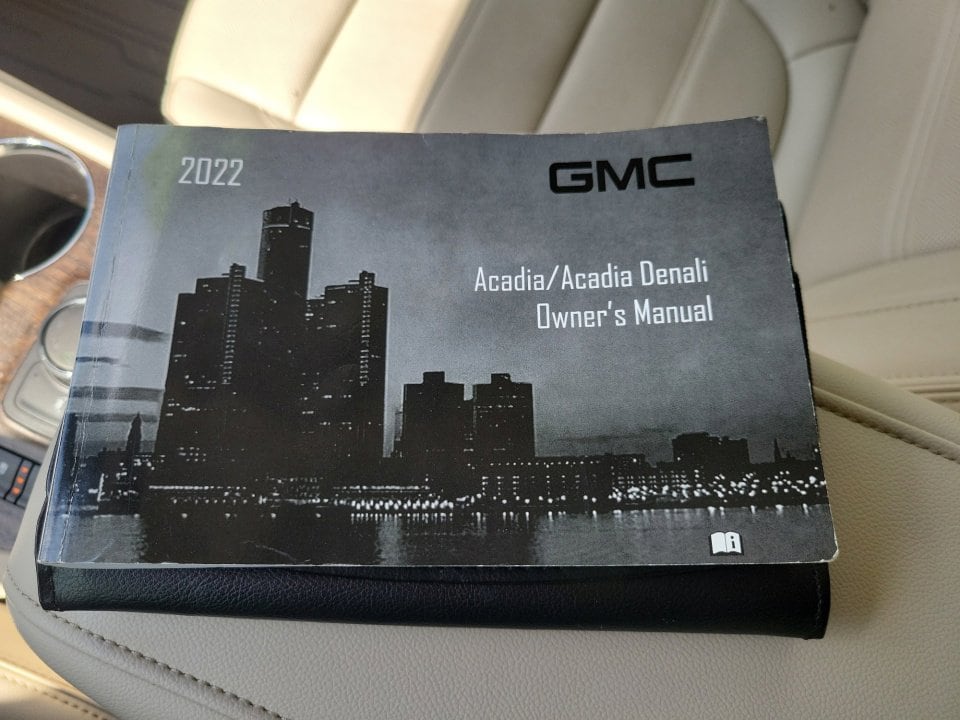 2022
GMC
Acadia/Acadia Denali
Owner's Manual
i